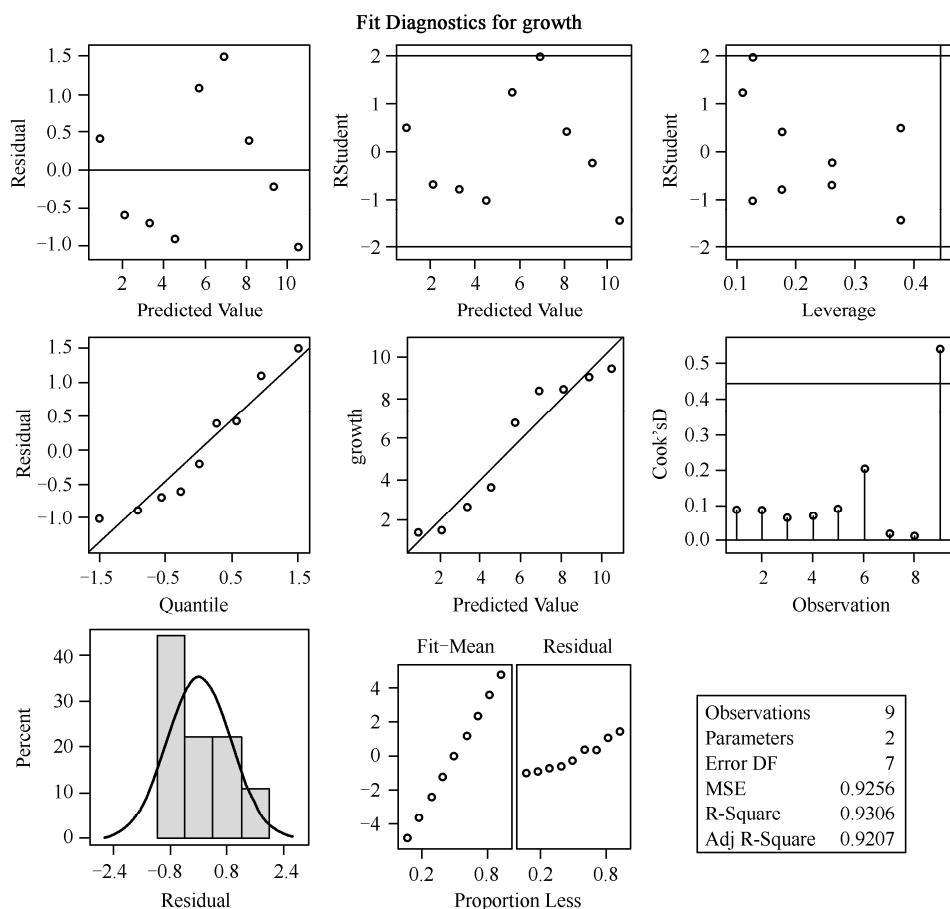 Fit Diagnostics for growth
1.5
1.0
0.5
0.0
−0.5
−1.0
Residual
2 4 6 8 10
Predicted Value
2
1
0
−1
−2
RStudent
2 4 6 8 10
Predicted Value
2
1
0
−1
−2
RStudent
0.1 0.2 0.3 0.4
Leverage
1.5
1.0
0.5
0.0
−0.5
−1.0
Residual
−1.5 −0.5 0.5 1.5
Quantile
10
8
6
4
2
growth
2 4 6 8 10
Predicted Value
0.5
0.4
0.3
0.2
0.1
0.0
Cook'sD
2 4 6 8
Observation
40
30
20
10
0
Percent
−2.4 −0.8 0.8 2.4
Residual
Fit−Mean Residual
4
2
0
−2
−4
0.2 0.8 0.2 0.8
Proportion Less
Observations 9
Parameters 2
Error DF 7
MSE 0.9256
R-Square 0.9306
Adj R-Square 0.9207